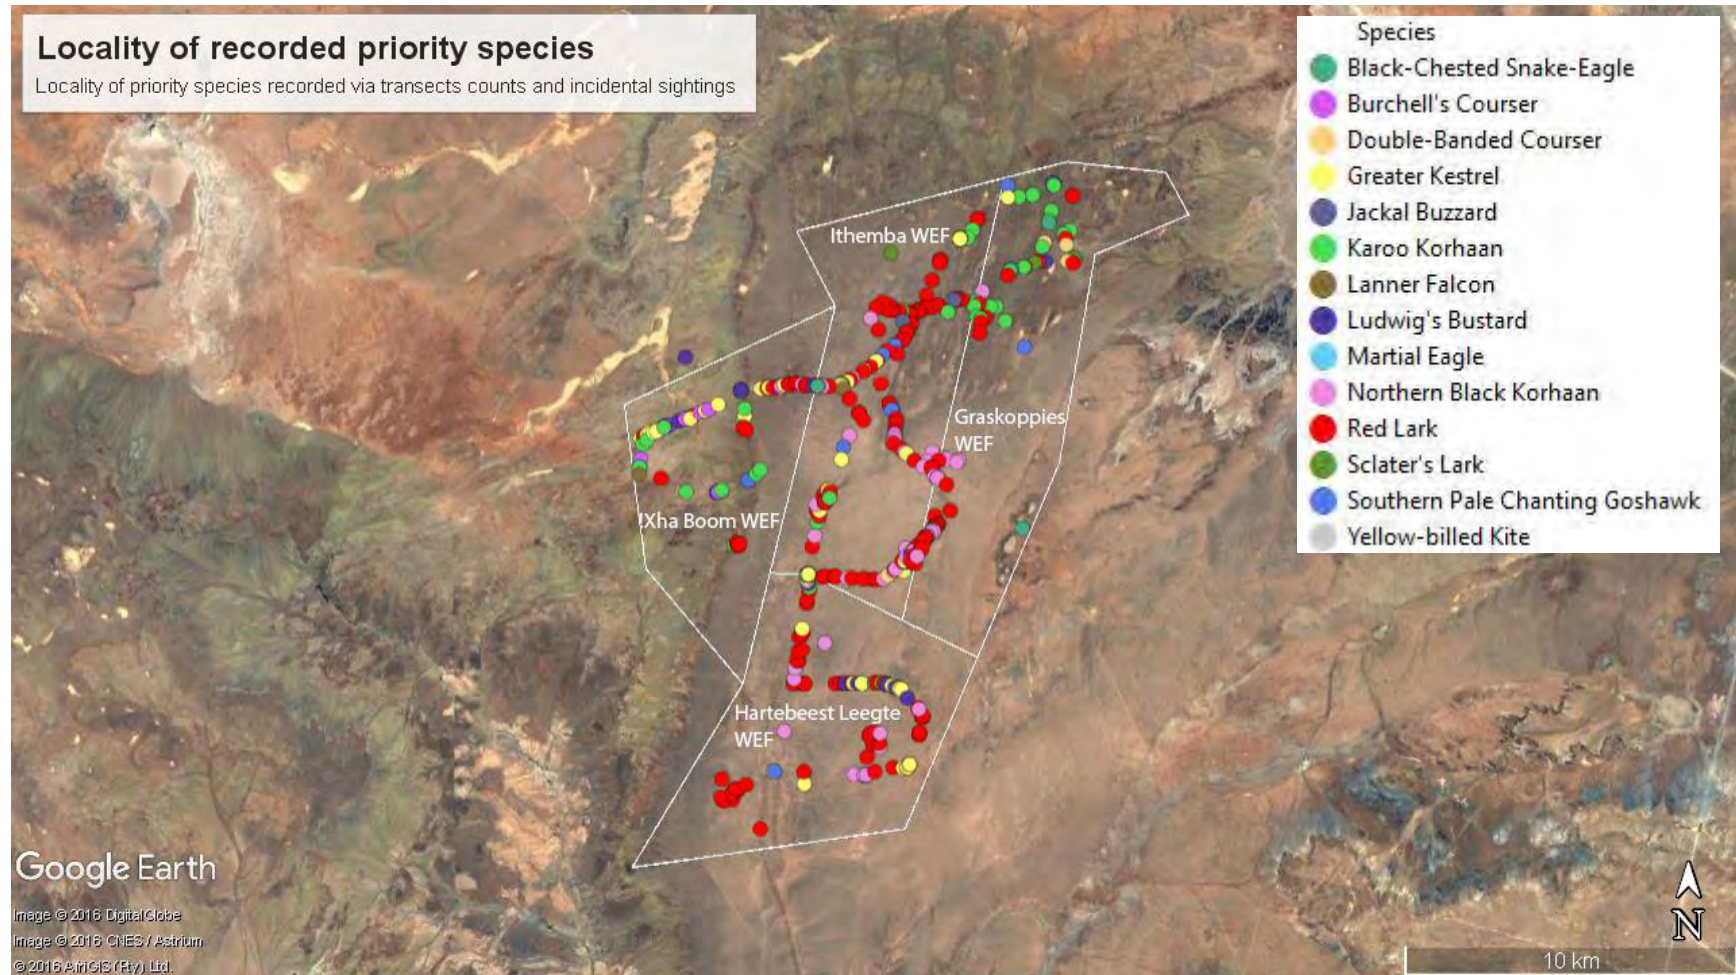 Locality of recorded priority species
Locality of priority species recorded via transects counts and incidental sightings
Species
Black-Chested Snake-Eagle
Burchell's Courser
Double-Banded Courser
Greater Kestrel
Jackal Buzzard
Karoo Korhaan
Lanner Falcon
Ludwig's Bustard
Martial Eagle
Northern Black Korhaan
Red Lark
Sclater's Lark
Southern Pale Chanting Goshawk
Yellow-billed Kite
Ithemba WEF
Graskoppies
WEF
!Xha Boom WEF
Hartebeest Leegte
WEF
Google Earth
Image © 2016 DigitalGlobe
Image © 2016 CNES / Astrium
© 2016 AfriGIS (Pty) Ltd.
N
10 km